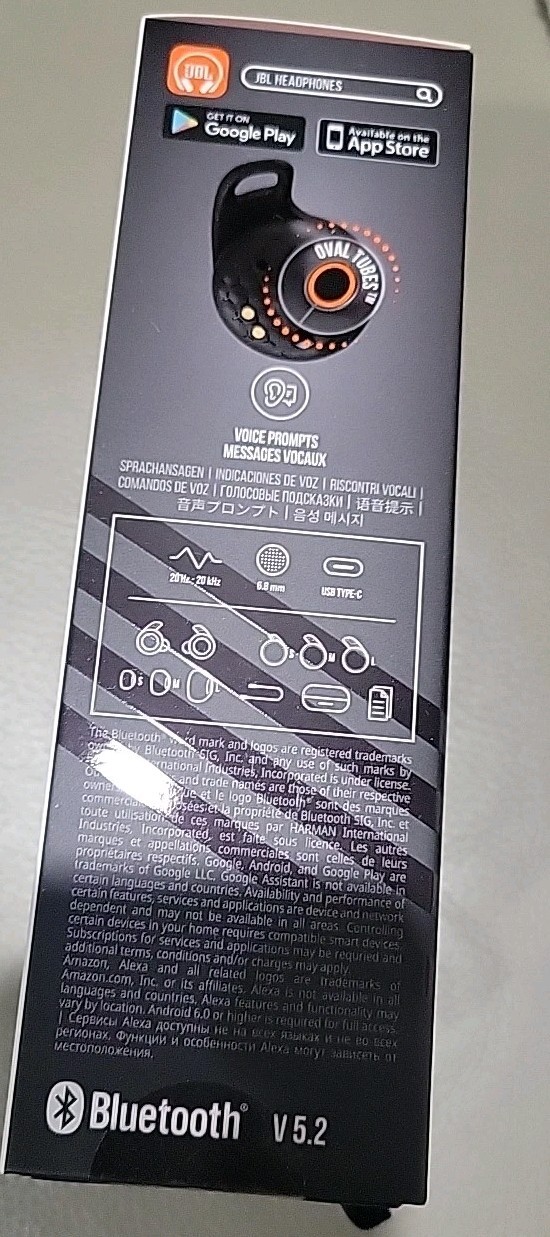 JBL
JBL HEADPHONES
GET IT ON
Google Play
Available on the
App Store
OVAL TUBES™
VOICE PROMPTS
MESSAGES VOCAUX
SPRACHANSAGEN | INDICACIONES DE VOZ | RISCONTRI VOCALI |
COMANDOS DE VOZ | ГОЛОСОВЫЕ ПОДСКАЗКИ | 语音提示 |
音声プロンプト | 음성 메시지
20 Hz - 20 kHz
6.8 mm
USB TYPE-C
S M L
S M L
The Bluetooth® word mark and logos are registered trademarks
by Bluetooth SIG, Inc. and any use of such marks by
International Industries, Incorporated is under license.
and trade names are those of their respective
owners. et le logo Bluetooth® sont des marques
et la propriété de Bluetooth SIG, Inc. et
toute utilisation de ces marques par HARMAN International
Industries, Incorporated, est faite sous licence. Les autres
marques et appellations commerciales sont celles de leurs
propriétaires respectifs. Google, Android, and Google Play are
trademarks of Google LLC. Google Assistant is not available in
certain languages and countries. Availability and performance of
certain features, services and applications are device and network
dependent and may not be available in all areas. Controlling
certain devices in your home requires compatible smart devices.
Subscriptions for services and applications may be requried and
additional terms, conditions and/or charges may apply.
Amazon, Alexa and all related logos are trademarks of
Amazon.com, Inc. or its affiliates. Alexa is not available in all
languages and countries. Alexa features and functionality may
vary by location. Android 6.0 or higher is required for full access.
| Сервисы Alexa доступны не на всех языках и не во всех
регионах. Функции и особенности Alexa могут зависеть от
местоположения.
Bluetooth® V 5.2